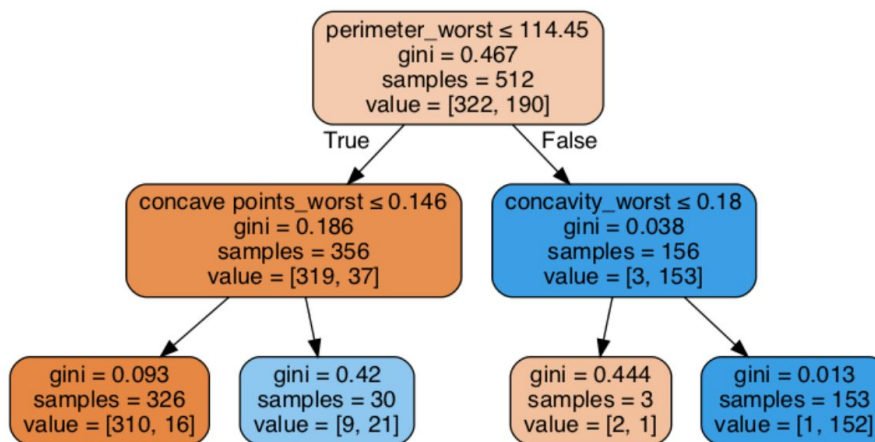 perimeter_worst ≤ 114.45
gini = 0.467
samples = 512
value = [322, 190]
True
False
concave points_worst ≤ 0.146
gini = 0.186
samples = 356
value = [319, 37]
concavity_worst ≤ 0.18
gini = 0.038
samples = 156
value = [3, 153]
gini = 0.093
samples = 326
value = [310, 16]
gini = 0.42
samples = 30
value = [9, 21]
gini = 0.444
samples = 3
value = [2, 1]
gini = 0.013
samples = 153
value = [1, 152]